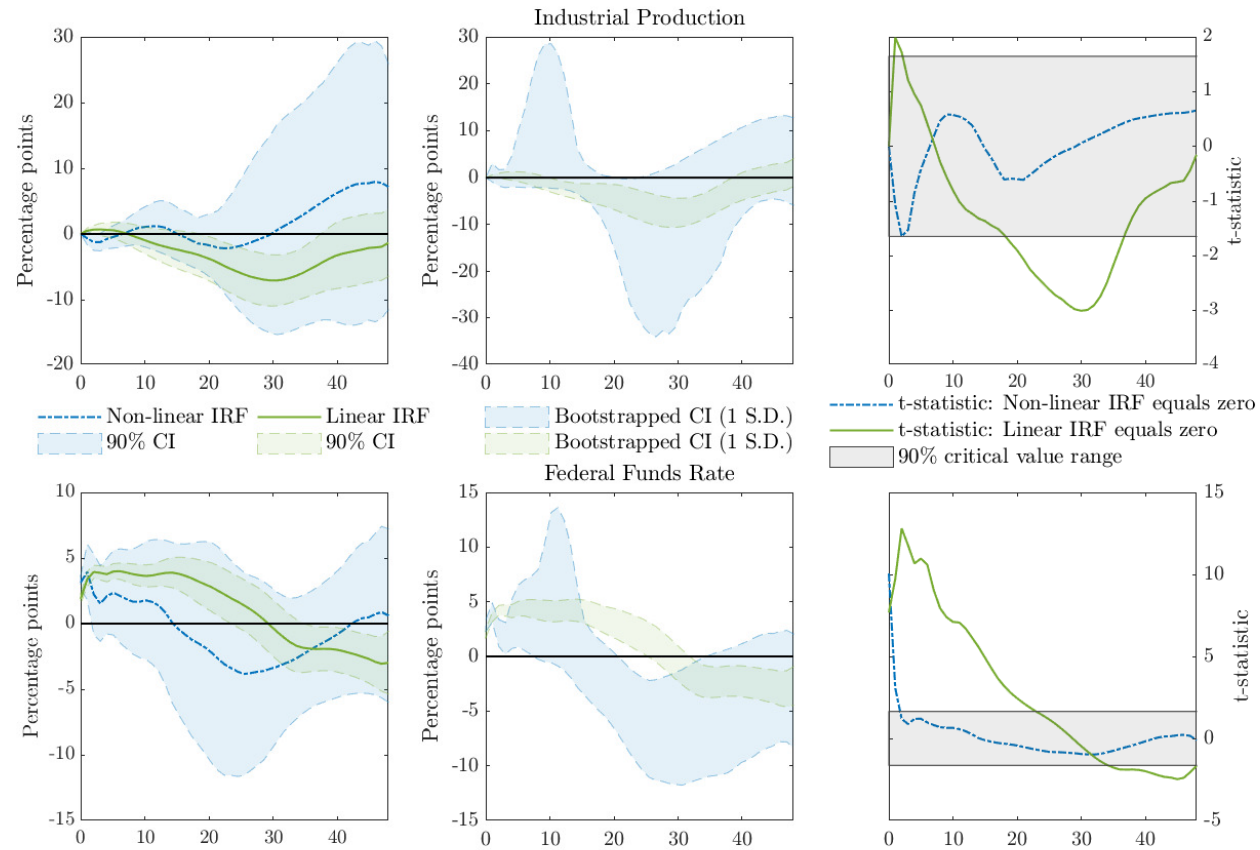 Industrial Production
Percentage points
30
20
10
0
-10
-20
0 10 20 30 40
Percentage points
30
20
10
0
-10
-20
-30
-40
0 10 20 30 40
2
1
0
-1
-2
-3
-4
t-statistic
0 10 20 30 40
Non-linear IRF
Linear IRF
90% CI
90% CI
Bootstrapped CI (1 S.D.)
Bootstrapped CI (1 S.D.)
t-statistic: Non-linear IRF equals zero
t-statistic: Linear IRF equals zero
90% critical value range
Federal Funds Rate
Percentage points
10
5
0
-5
-10
-15
0 10 20 30 40
Percentage points
15
10
5
0
-5
-10
-15
0 10 20 30 40
15
10
5
0
-5
t-statistic
0 10 20 30 40